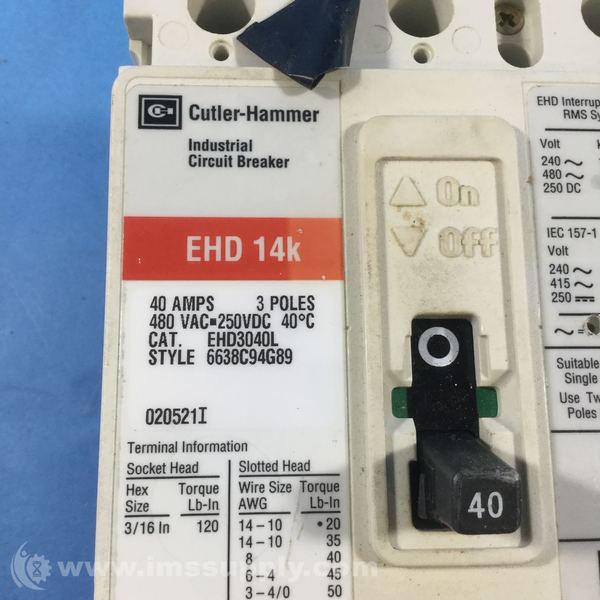 Cutler-Hammer
Industrial
Circuit Breaker
EHD 14k
40 AMPS 3 POLES
480 VAC▪250VDC 40°C
CAT. EHD3040L
STYLE 6638C94G89
020521I
Terminal Information
Socket Head
Hex Torque
Size Lb-In
3/16 In 120
Slotted Head
Wire Size Torque
AWG Lb-In
14-10 •20
14-10 35
8 40
6-4 45
3-4/0 50
On
Off
O
40
EHD Interrup
RMS Sy
Volt
240 ~
480 ~
250 DC
IEC 157-1
Volt
240 ~
415 ~
250
Suitable
Single
Use Tw
Poles
© www.imssupply.com